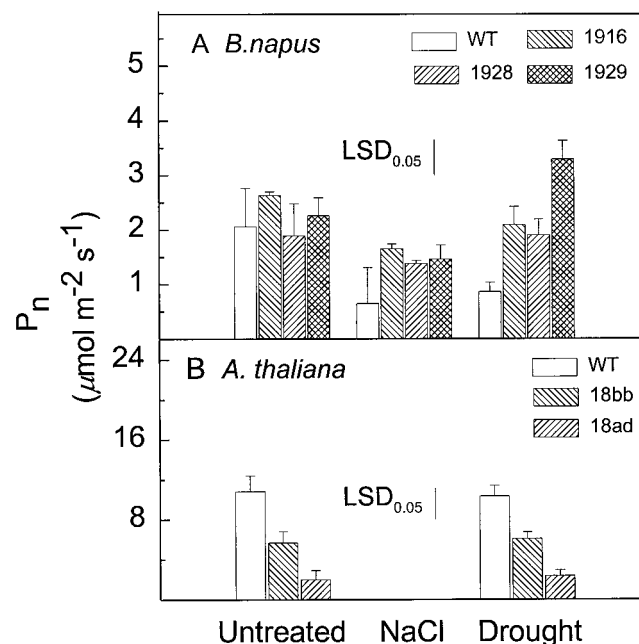 A B.napus
WT 1916
1928 1929
5
4
3
2
1
LSD0.05
Pn
(μmol m-2 s-1)
B A. thaliana
WT
18bb
18ad
24
16
8
LSD0.05
Untreated NaCl Drought